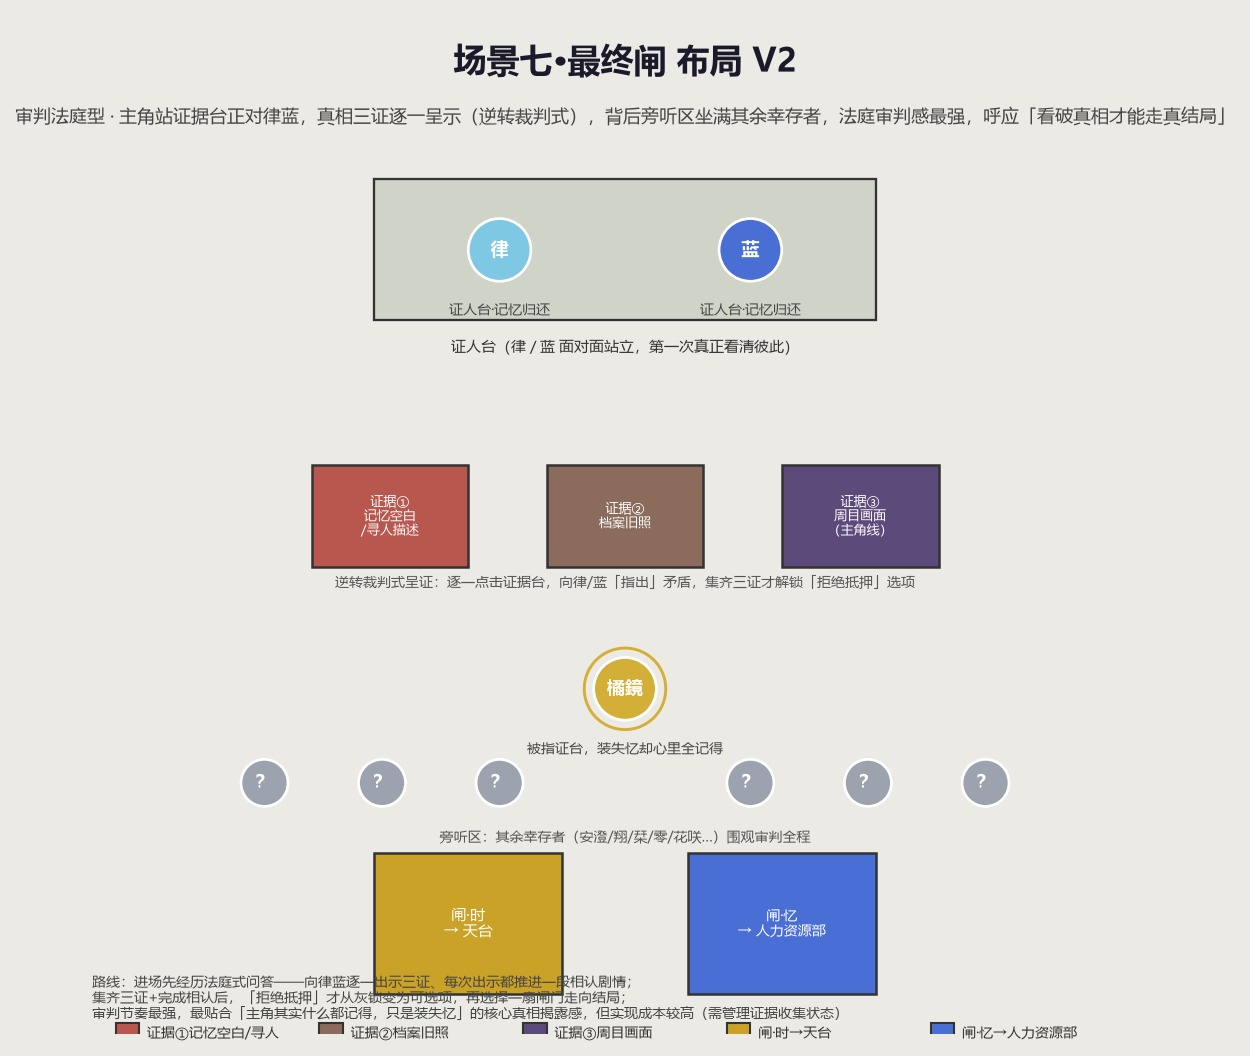 场景七•最终闸 布局 V2
审判法庭型 · 主角站证据台正对律蓝，真相三证逐一呈示（逆转裁判式），背后旁听区坐满其余幸存者，法庭审判感最强，呼应「看破真相才能走真结局」
律
蓝
证人台·记忆归还
证人台·记忆归还
证人台（律 / 蓝 面对面站立，第一次真正看清彼此）
证据①
记忆空白
/寻人描述
证据②
档案旧照
证据③
周目画面
(主角线)
逆转裁判式呈证：逐一点击证据台，向律/蓝「指出」矛盾，集齐三证才解锁「拒绝抵押」选项
橘鏡
被指证台，装失忆却心里全记得
?
?
?
?
?
?
旁听区：其余幸存者（安澄/翔/栞/零/花咲...）围观审判全程
闸·时
→ 天台
闸·忆
→ 人力资源部
路线：进场先经历法庭式问答——向律蓝逐一出示三证、每次出示都推进一段相认剧情；
集齐三证+完成相认后，「拒绝抵押」才从灰锁变为可选项，再选择一扇闸门走向结局；
审判节奏最强，最贴合「主角其实什么都记得，只是装失忆」的核心真相揭露感，但实现成本较高（需管理证据收集状态）
证据①记忆空白/寻人
证据②档案旧照
证据③周目画面
闸·时→天台
闸·忆→人力资源部